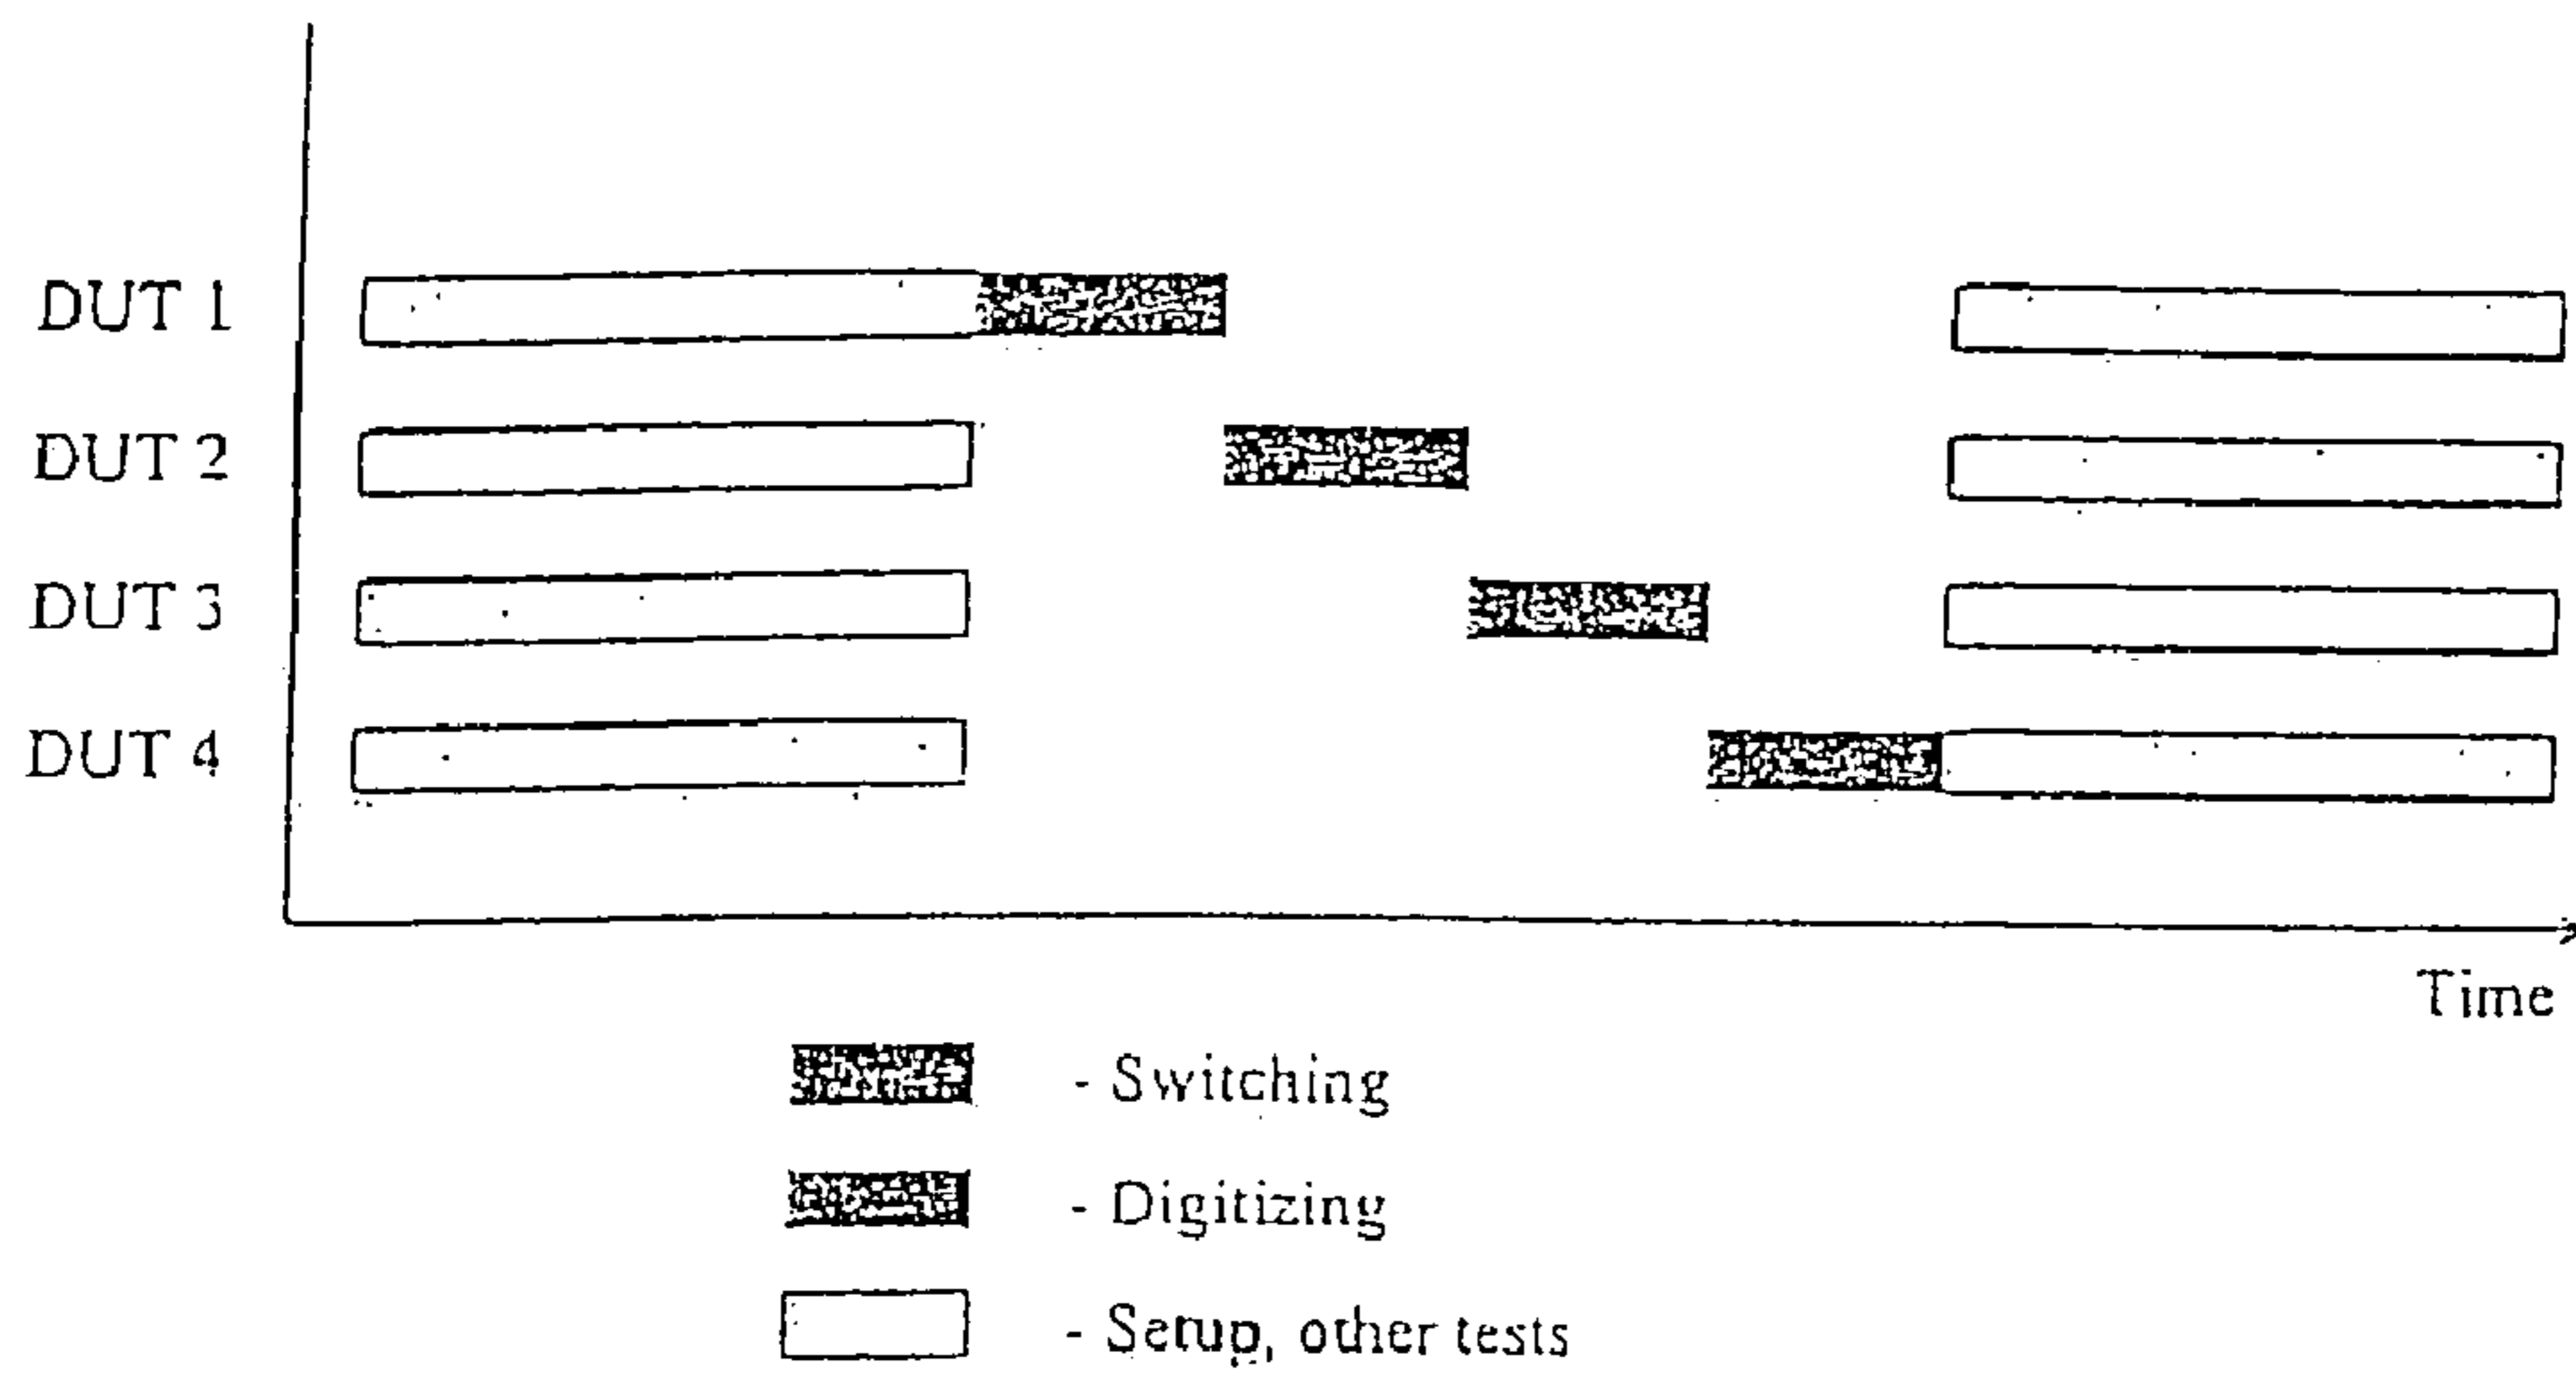 DUT 1
DUT 2
DUT 3
DUT 4
Time
- Switching
- Digitizing
- Setup, other tests